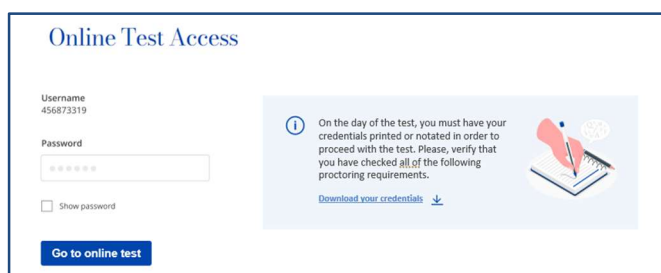 Online Test Access
Username
456873319
Password
Show password
Go to online test
On the day of the test, you must have your
credentials printed or notated in order to
proceed with the test. Please, verify that
you have checked all of the following
proctoring requirements.
Download your credentials